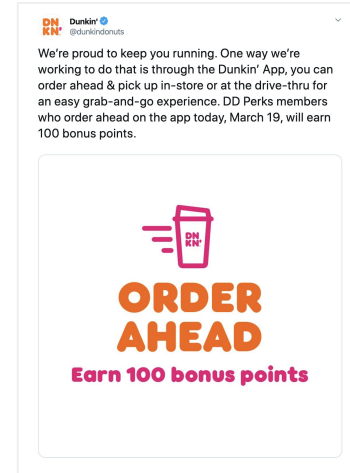 DN
KN'
Dunkin'
@dunkindonuts
We're proud to keep you running. One way we're
working to do that is through the Dunkin' App, you can
order ahead & pick up in-store or at the drive-thru for
an easy grab-and-go experience. DD Perks members
who order ahead on the app today, March 19, will earn
100 bonus points.
DN
KN'
ORDER
AHEAD
Earn 100 bonus points